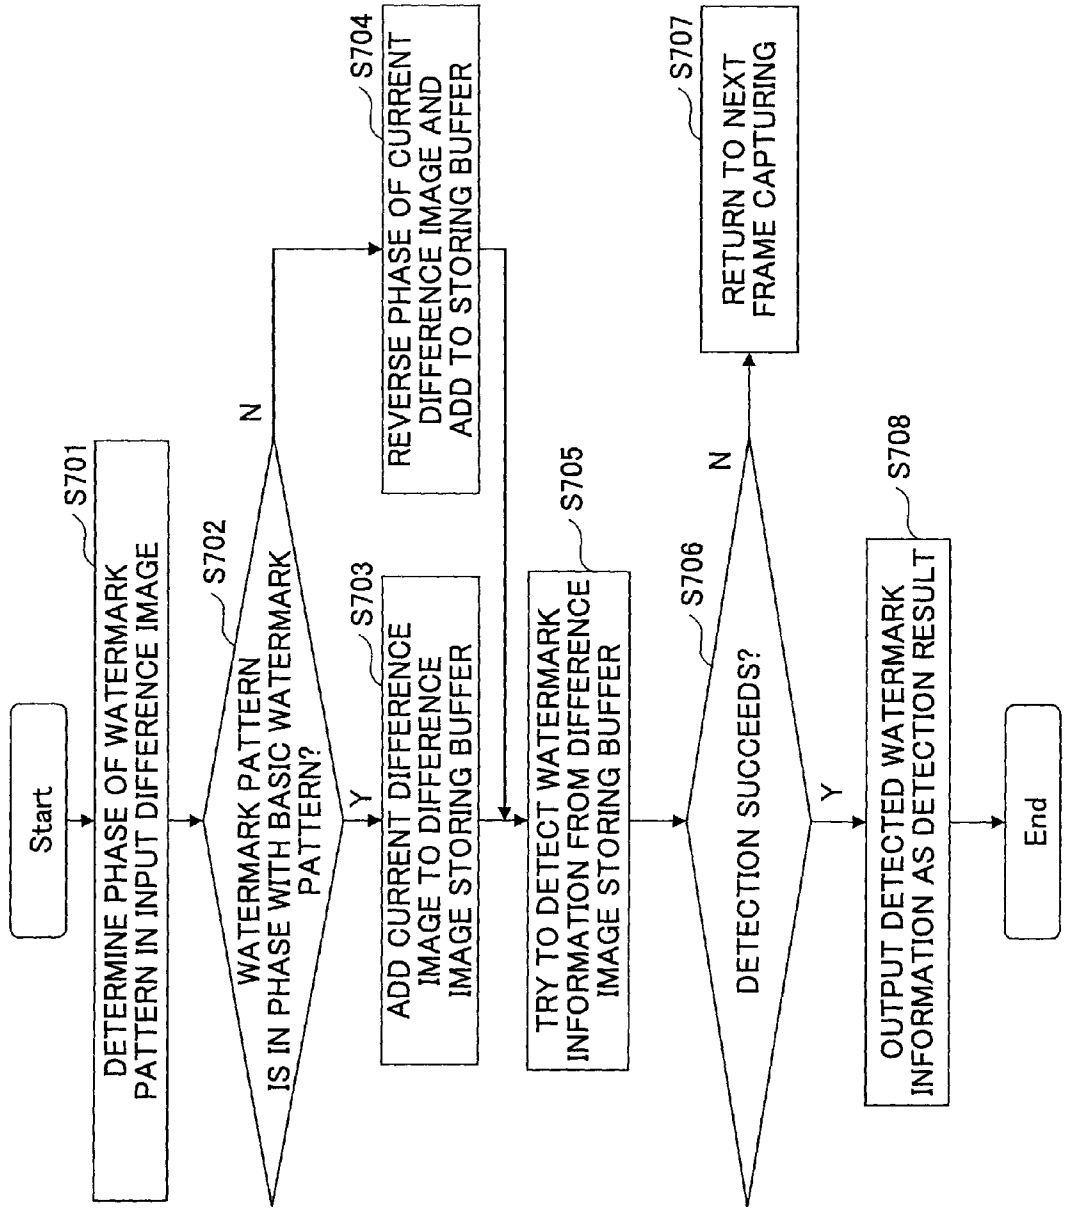 Start
S701
DETERMINE PHASE OF WATERMARK
PATTERN IN INPUT DIFFERENCE IMAGE
S702
WATERMARK PATTERN
IS IN PHASE WITH BASIC WATERMARK
PATTERN?
N
Y
S703
ADD CURRENT DIFFERENCE
IMAGE TO DIFFERENCE
IMAGE STORING BUFFER
S704
REVERSE PHASE OF CURRENT
DIFFERENCE IMAGE AND
ADD TO STORING BUFFER
S705
TRY TO DETECT WATERMARK
INFORMATION FROM DIFFERENCE
IMAGE STORING BUFFER
S706
DETECTION SUCCEEDS?
N
Y
S707
RETURN TO NEXT
FRAME CAPTURING
S708
OUTPUT DETECTED WATERMARK
INFORMATION AS DETECTION RESULT
End